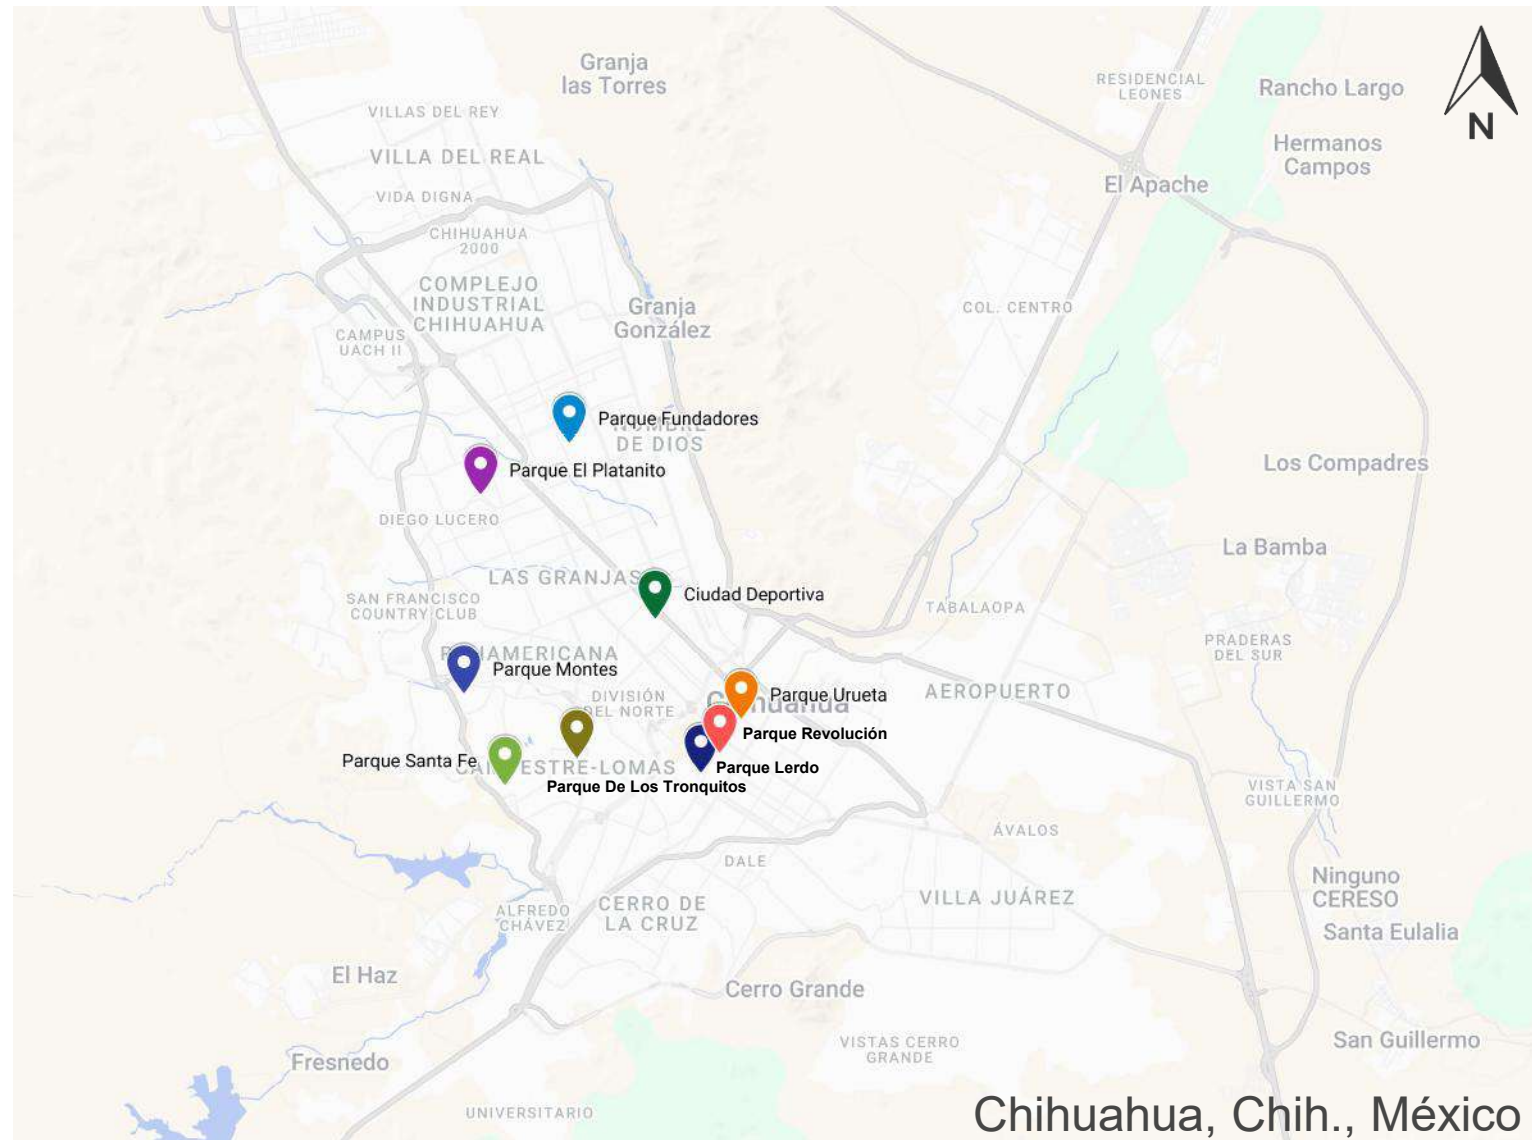 Granja
las Torres
RESIDENCIAL
LEONES
Rancho Largo
N
VILLAS DEL REY
Hermanos
Campos
VILLA DEL REAL
El Apache
VIDA DIGNA
CHIHUAHUA
2000
COMPLEJO
INDUSTRIAL
CHIHUAHUA
Granja
González
COL. CENTRO
CAMPUS
UACH II
Parque Fundadores
NOMBRE
DE DIOS
Parque El Platanito
Los Compadres
DIEGO LUCERO
La Bamba
LAS GRANJAS
Ciudad Deportiva
SAN FRANCISCO
COUNTRY CLUB
TABALAOPA
PRADERAS
DEL SUR
PANAMERICANA
Parque Montes
DIVISIÓN
DEL NORTE
Parque Urueta
Chihuahua
AEROPUERTO
Parque Revolución
Parque Santa Fe
CAMPESTRE-LOMAS
Parque Lerdo
Parque De Los Tronquitos
VISTA SAN
GUILLERMO
ÁVALOS
DALE
Ninguno
CERESO
VILLA JUÁREZ
ALFREDO
CHÁVEZ
CERRO DE
LA CRUZ
Santa Eulalia
El Haz
Cerro Grande
VISTAS CERRO
GRANDE
San Guillermo
Fresnedo
UNIVERSITARIO
Chihuahua, Chih., México